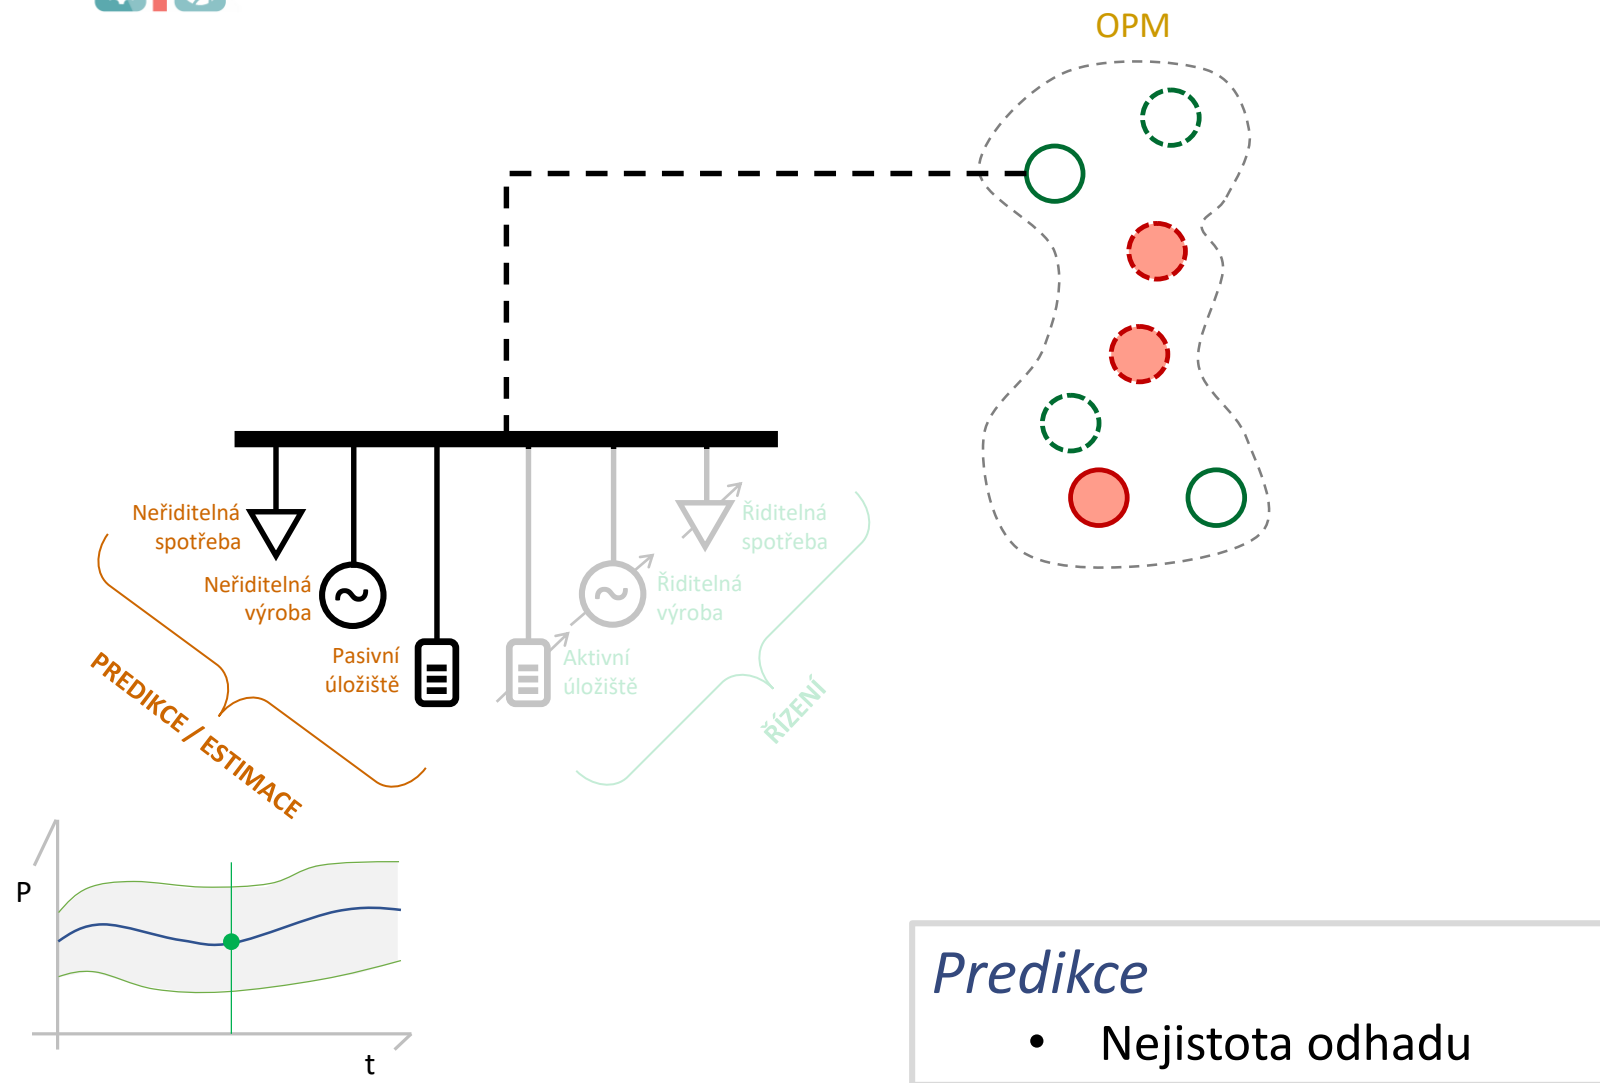 OPM
Neřiditelná
spotřeba
Řiditelná
spotřeba
Neřiditelná
výroba
Řiditelná
výroba
Pasivní
úložiště
Aktivní
úložiště
PREDIKCE / ESTIMACE
ŘÍZENÍ
P
t
Predikce
• Nejistota odhadu